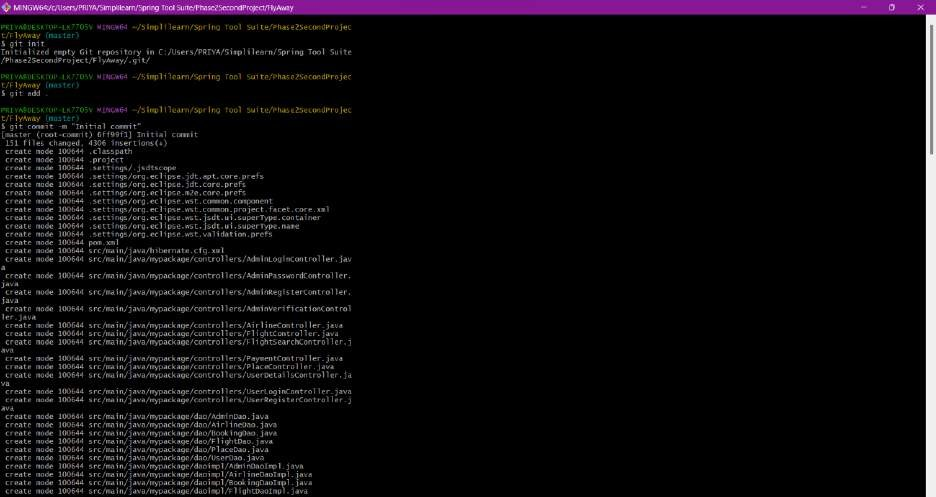 MINGW64:/c/Users/PRIYA/Simplilearn/Spring Tool Suite/Phase2SecondProject/FlyAway
PRIYA@DESKTOP-LK7705V MINGW64 ~/Simplilearn/Spring Tool Suite/Phase2SecondProjec
t/FlyAway (master)
$ git init
Initialized empty Git repository in C:/Users/PRIYA/Simplilearn/Spring Tool Suite
/Phase2SecondProject/FlyAway/.git/
PRIYA@DESKTOP-LK7705V MINGW64 ~/Simplilearn/Spring Tool Suite/Phase2SecondProjec
t/FlyAway (master)
$ git add .
PRIYA@DESKTOP-LK7705V MINGW64 ~/Simplilearn/Spring Tool Suite/Phase2SecondProjec
t/FlyAway (master)
$ git commit -m "Initial commit"
[master (root-commit) 6ff99f1] Initial commit
151 files changed, 4306 insertions(+)
create mode 100644 .classpath
create mode 100644 .project
create mode 100644 .settings/.jsdtscope
create mode 100644 .settings/org.eclipse.jdt.apt.core.prefs
create mode 100644 .settings/org.eclipse.jdt.core.prefs
create mode 100644 .settings/org.eclipse.m2e.core.prefs
create mode 100644 .settings/org.eclipse.wst.common.component
create mode 100644 .settings/org.eclipse.wst.common.project.facet.core.xml
create mode 100644 .settings/org.eclipse.wst.jsdt.ui.superType.container
create mode 100644 .settings/org.eclipse.wst.jsdt.ui.superType.name
create mode 100644 .settings/org.eclipse.wst.validation.prefs
create mode 100644 pom.xml
create mode 100644 src/main/java/hibernate.cfg.xml
create mode 100644 src/main/java/mypackage/controllers/AdminLoginController.jav
a
create mode 100644 src/main/java/mypackage/controllers/AdminPasswordController.
java
create mode 100644 src/main/java/mypackage/controllers/AdminRegisterController.
java
create mode 100644 src/main/java/mypackage/controllers/AdminVerificationControl
ler.java
create mode 100644 src/main/java/mypackage/controllers/AirlineController.java
create mode 100644 src/main/java/mypackage/controllers/FlightController.java
create mode 100644 src/main/java/mypackage/controllers/FlightSearchController.j
ava
create mode 100644 src/main/java/mypackage/controllers/PaymentController.java
create mode 100644 src/main/java/mypackage/controllers/PlaceController.java
create mode 100644 src/main/java/mypackage/controllers/UserDetailsController.ja
va
create mode 100644 src/main/java/mypackage/controllers/UserLoginController.java
create mode 100644 src/main/java/mypackage/controllers/UserRegisterController.j
ava
create mode 100644 src/main/java/mypackage/dao/AdminDao.java
create mode 100644 src/main/java/mypackage/dao/AirlineDao.java
create mode 100644 src/main/java/mypackage/dao/BookingDao.java
create mode 100644 src/main/java/mypackage/dao/FlightDao.java
create mode 100644 src/main/java/mypackage/dao/PlaceDao.java
create mode 100644 src/main/java/mypackage/dao/UserDao.java
create mode 100644 src/main/java/mypackage/daoimpl/AdminDaoImpl.java
create mode 100644 src/main/java/mypackage/daoimpl/AirlineDaoImpl.java
create mode 100644 src/main/java/mypackage/daoimpl/BookingDaoImpl.java
create mode 100644 src/main/java/mypackage/daoimpl/FlightDaoImpl.java